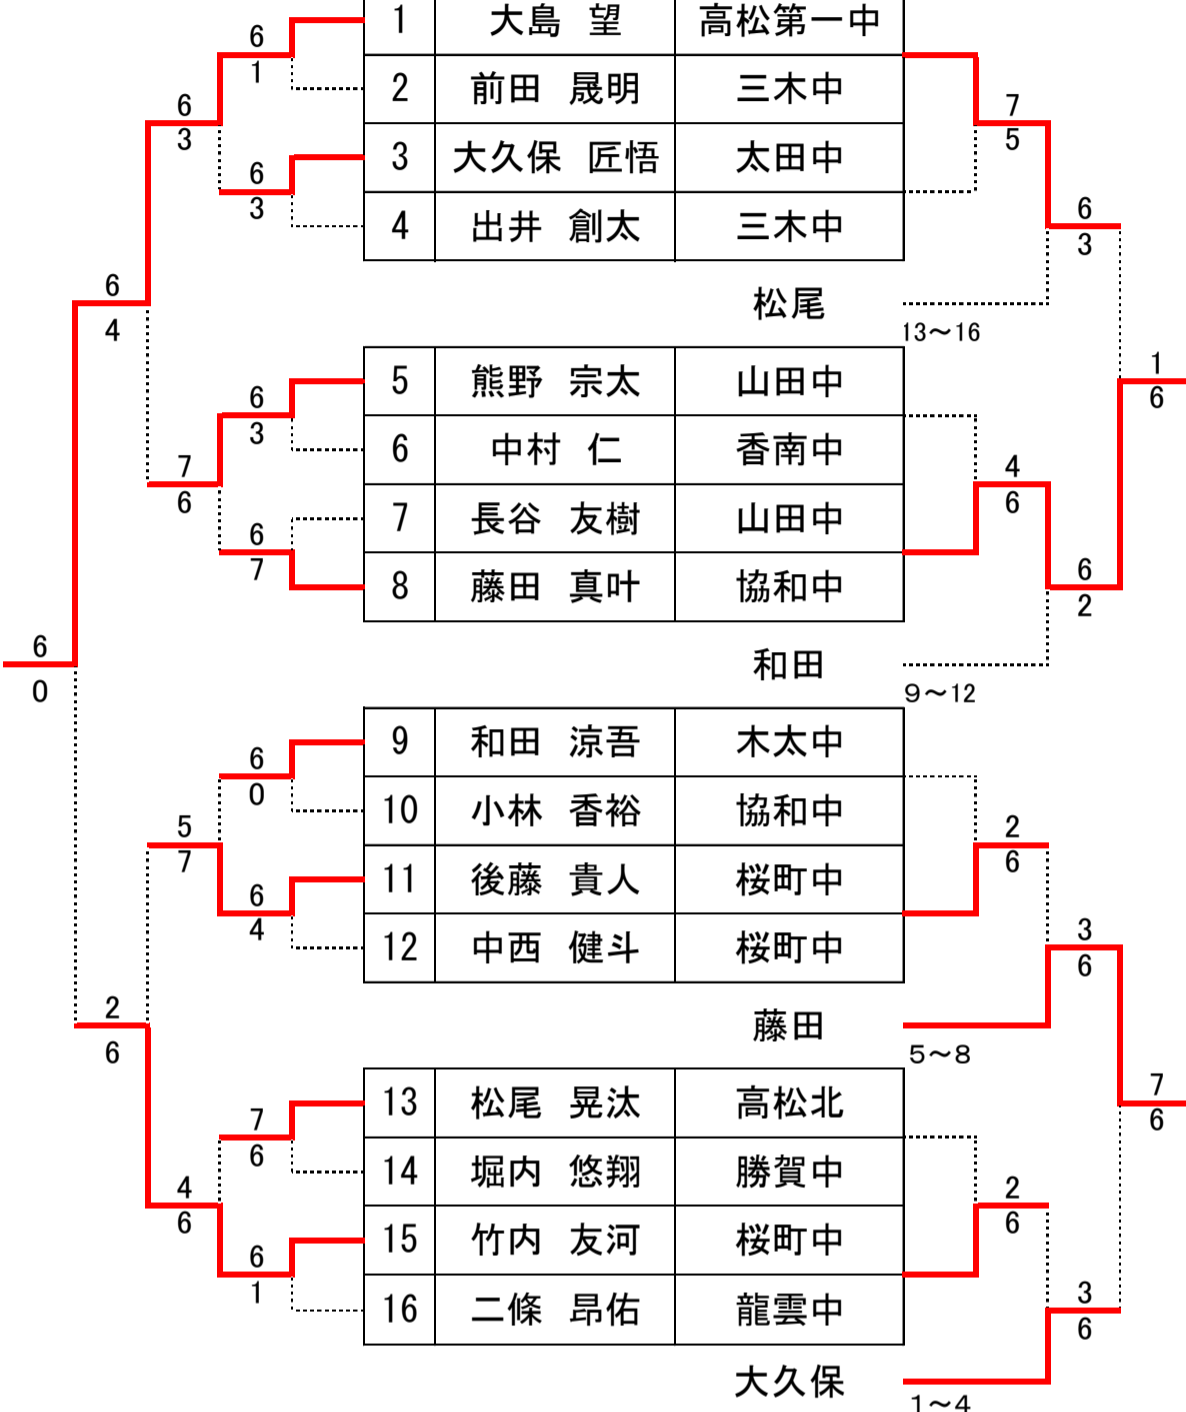 1 大島 望 高松第一中
6
1
2 前田 晟明 三木中
6
3
7
5
3 大久保 匠悟 太田中
6
3
4 出井 創太 三木中
6
3
6
4
松尾
13～16
1
6
5 熊野 宗太 山田中
6
3
6 中村 仁 香南中
7
6
4
6
7 長谷 友樹 山田中
6
7
8 藤田 真叶 協和中
6
2
6
0
和田
9～12
9 和田 涼吾 木太中
6
0
10 小林 香裕 協和中
5
7
2
6
11 後藤 貴人 桜町中
6
4
12 中西 健斗 桜町中
3
6
2
6
藤田
5～8
13 松尾 晃汰 高松北
7
6
7
6
14 堀内 悠翔 勝賀中
4
6
2
6
15 竹内 友河 桜町中
6
1
16 二條 昂佑 龍雲中
3
6
大久保
1～4